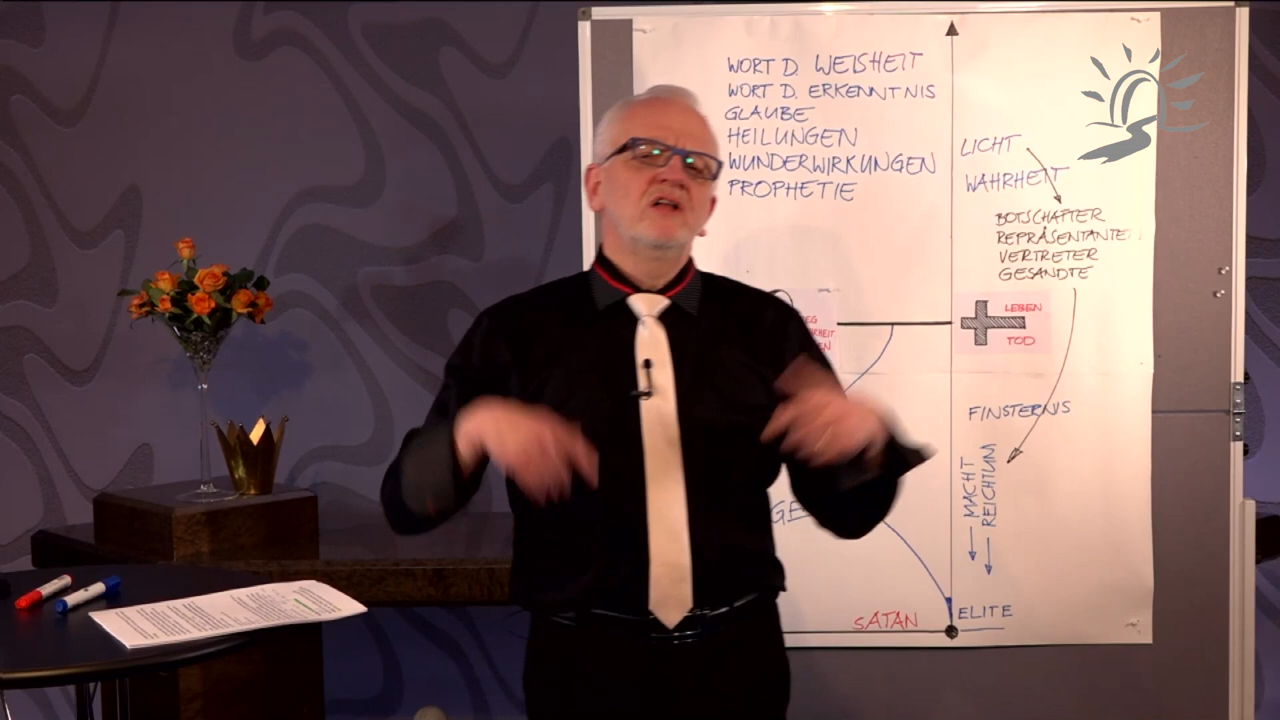 WORT D. WEISHEIT
WORT D. ERKENNTNIS
GLAUBE
HEILUNGEN
WUNDERWIRKUNGEN
PROPHETIE
LICHT
WAHRHEIT
BOTSCHAFTER
REPRÄSENTANTEN
VERTRETER
GESANDTE
LEBEN
TOD
FINSTERNIS
MACHT
REICHTUM
GE
SATAN
ELITE